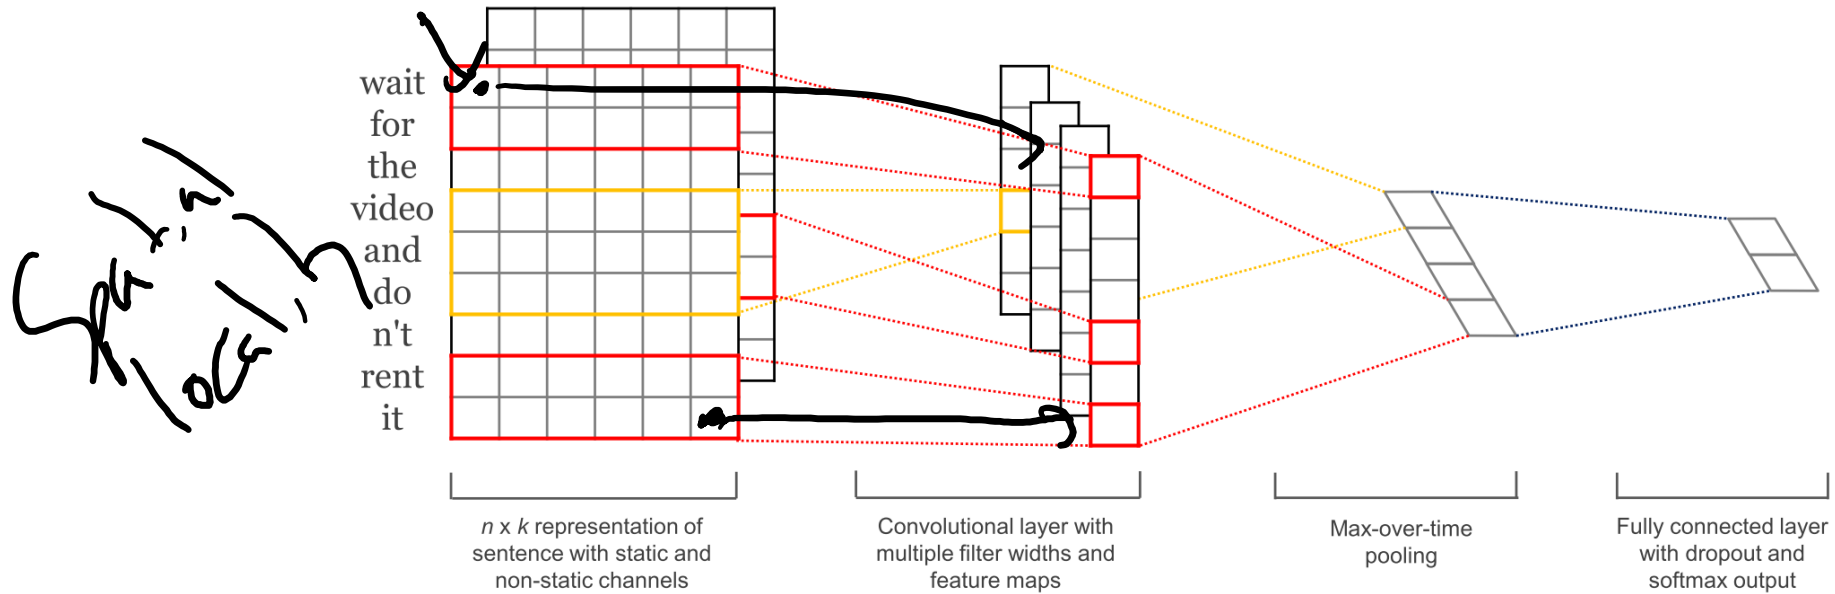 wait
for
the
video
and
do
n't
rent
it
n x k representation of
sentence with static and
non-static channels
Convolutional layer with
multiple filter widths and
feature maps
Max-over-time
pooling
Fully connected layer
with dropout and
softmax output